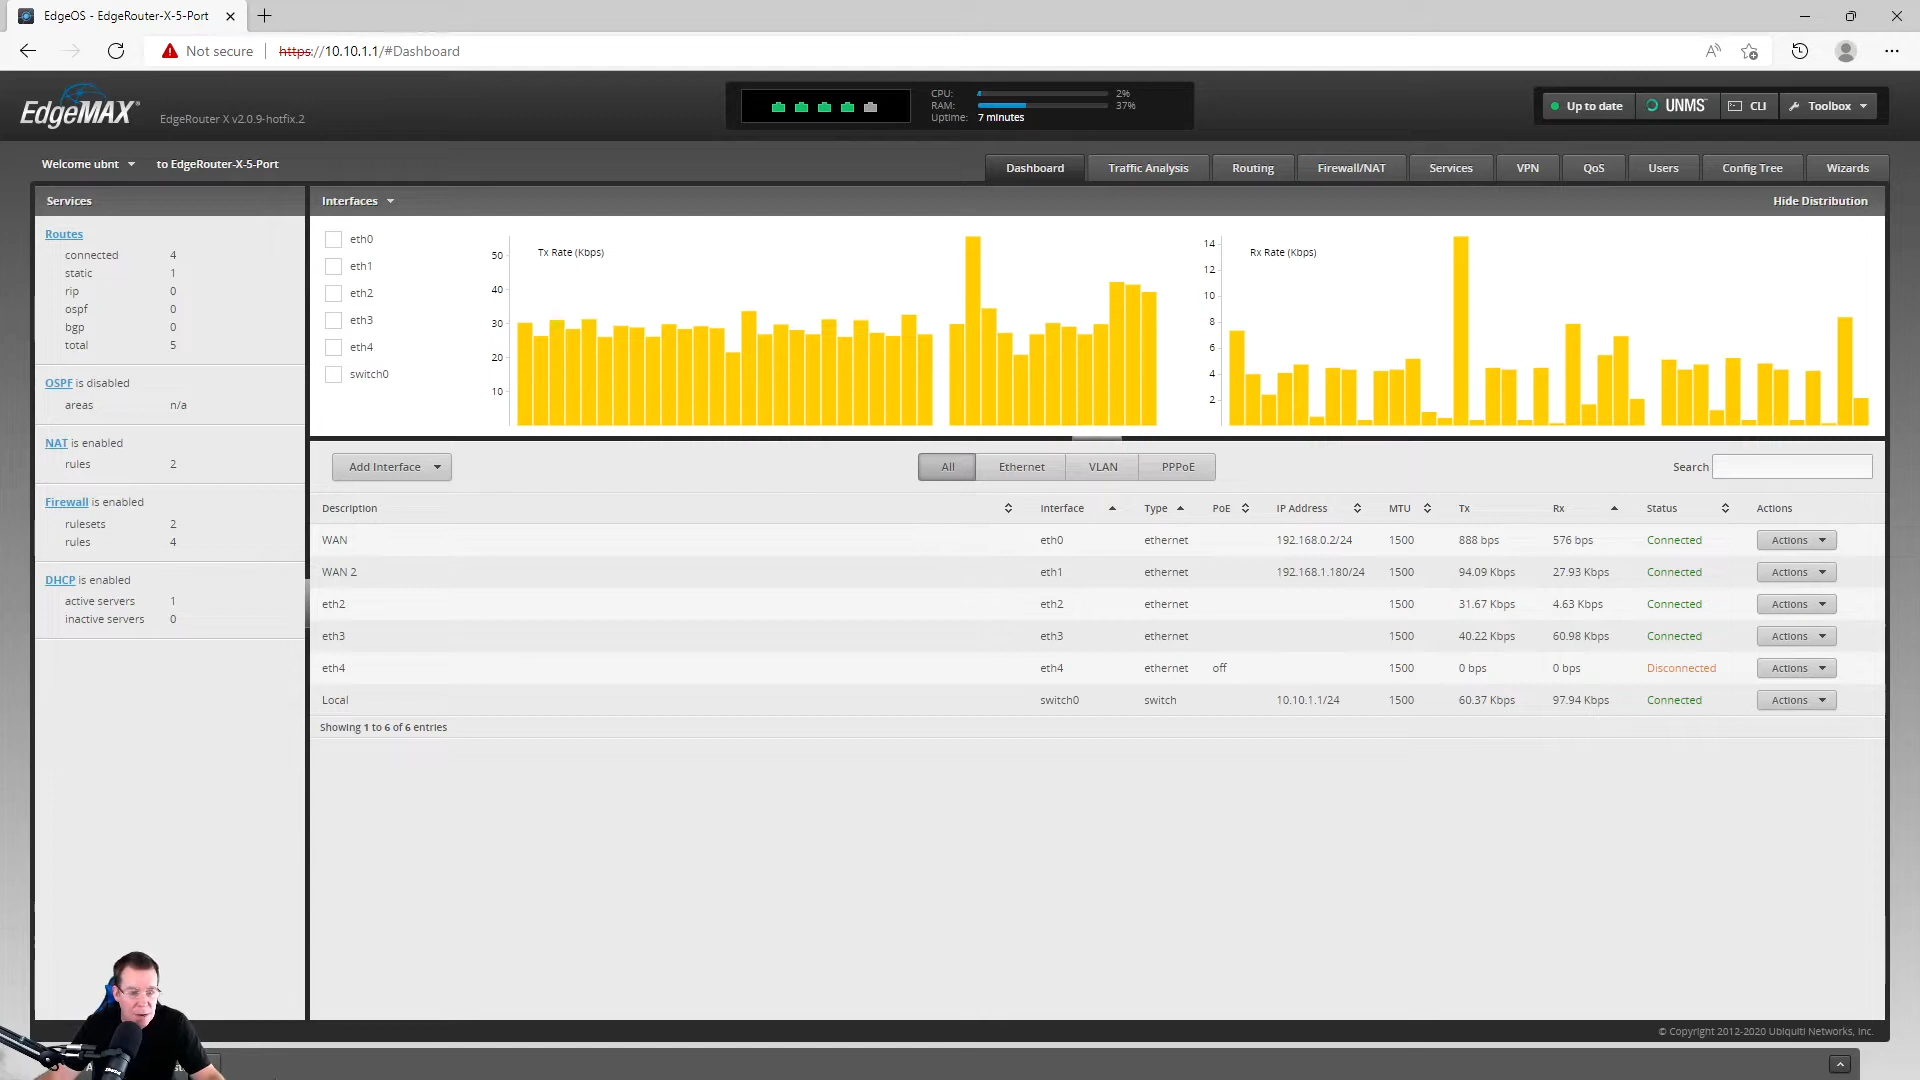 EdgeOS - EdgeRouter-X-5-Port
Not secure
https://10.10.1.1/#Dashboard
EdgeMAX
EdgeRouter X v2.0.9-hotfix.2
CPU: 2%
RAM: 37%
Uptime: 7 minutes
Up to date
UNMS
CLI
Toolbox
Welcome ubnt
to EdgeRouter-X-5-Port
Dashboard
Traffic Analysis
Routing
Firewall/NAT
Services
VPN
QoS
Users
Config Tree
Wizards
Services
Routes
connected 4
static 1
rip 0
ospf 0
bgp 0
total 5
OSPF is disabled
areas n/a
NAT is enabled
rules 2
Firewall is enabled
rulesets 2
rules 4
DHCP is enabled
active servers 1
inactive servers 0
Interfaces
Hide Distribution
eth0
eth1
eth2
eth3
eth4
switch0
Tx Rate (Kbps)
50
40
30
20
10
Rx Rate (Kbps)
14
12
10
8
6
4
2
Add Interface
All
Ethernet
VLAN
PPPoE
Search
Description Interface Type PoE IP Address MTU Tx Rx Status Actions
WAN eth0 ethernet 192.168.0.2/24 1500 888 bps 576 bps Connected Actions
WAN 2 eth1 ethernet 192.168.1.180/24 1500 94.09 Kbps 27.93 Kbps Connected Actions
eth2 eth2 ethernet 1500 31.67 Kbps 4.63 Kbps Connected Actions
eth3 eth3 ethernet 1500 40.22 Kbps 60.98 Kbps Connected Actions
eth4 eth4 ethernet off 1500 0 bps 0 bps Disconnected Actions
Local switch0 switch 10.10.1.1/24 1500 60.37 Kbps 97.94 Kbps Connected Actions
Showing 1 to 6 of 6 entries
© Copyright 2012-2020 Ubiquiti Networks, Inc.